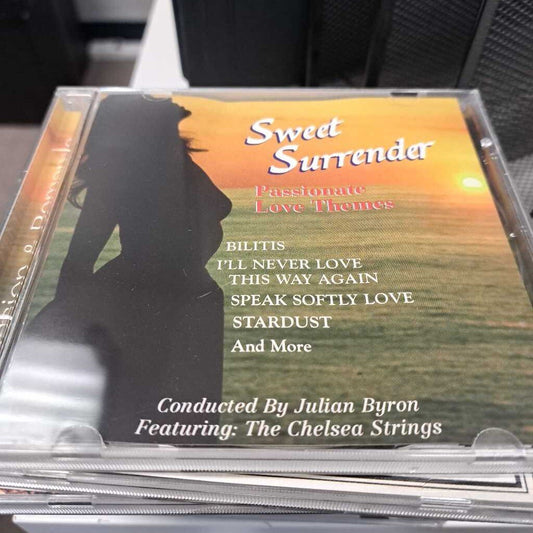 Sweet
Surrender
Passionate
Love Themes
BILITIS
I'LL NEVER LOVE
THIS WAY AGAIN
SPEAK SOFTLY LOVE
STARDUST
And More
Conducted By Julian Byron
Featuring: The Chelsea Strings